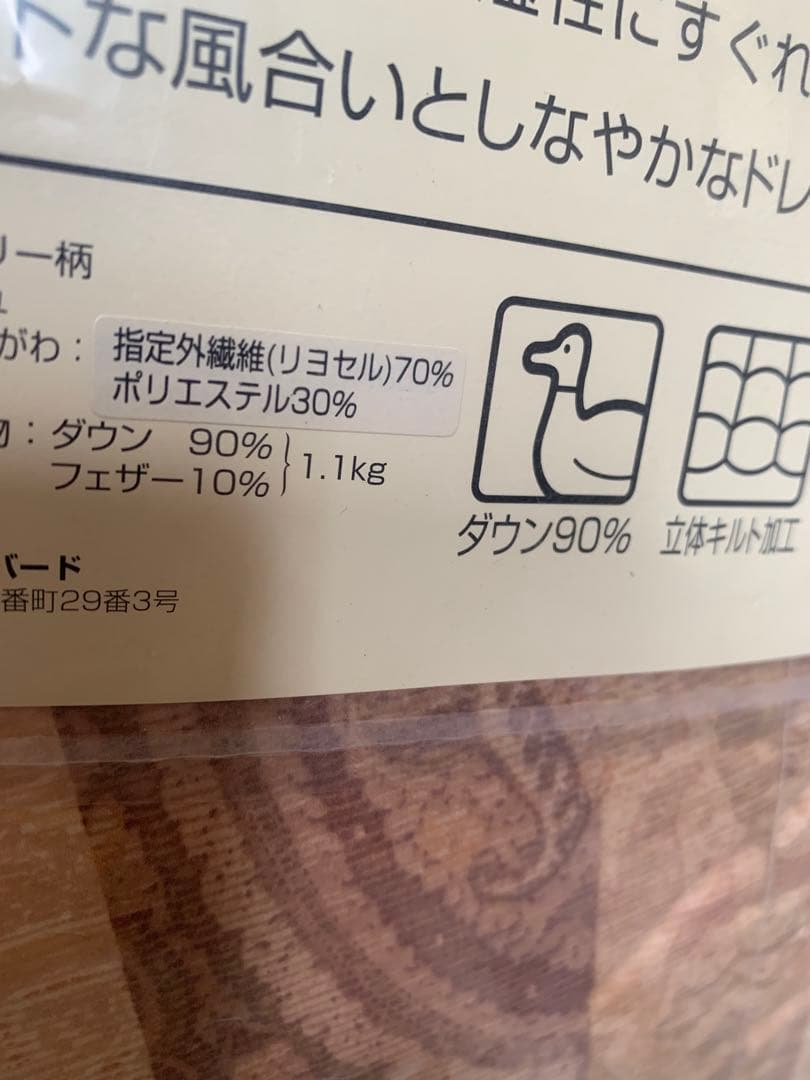 性にすぐれ
トな風合いとしなやかなドレ
リー柄
がわ：指定外繊維(リヨセル)70%
ポリエステル30%
物：ダウン 90%
フェザー10%
1.1kg
ダウン90%
立体キルト加工
バード
番町29番3号